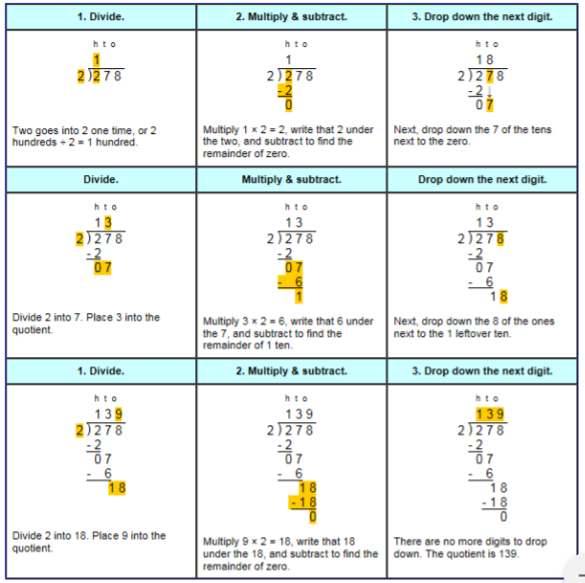 1. Divide.
h t o
1
2)278
Two goes into 2 one time, or 2
hundreds ÷ 2 = 1 hundred.
2. Multiply & subtract.
h t o
1
2)278
-2
0
Multiply 1 × 2 = 2, write that 2 under
the two, and subtract to find the
remainder of zero.
3. Drop down the next digit.
h t o
18
2)278
-2↓
07
Next, drop down the 7 of the tens
next to the zero.
Divide.
h t o
13
2)278
-2
07
Divide 2 into 7. Place 3 into the
quotient.
Multiply & subtract.
h t o
13
2)278
-2
07
- 6
1
Multiply 3 × 2 = 6, write that 6 under
the 7, and subtract to find the
remainder of 1 ten.
Drop down the next digit.
h t o
13
2)278
-2
07
- 6
18
Next, drop down the 8 of the ones
next to the 1 leftover ten.
1. Divide.
h t o
139
2)278
-2
07
- 6
18
Divide 2 into 18. Place 9 into the
quotient.
2. Multiply & subtract.
h t o
139
2)278
-2
07
- 6
18
-18
0
Multiply 9 × 2 = 18, write that 18
under the 18, and subtract to find the
remainder of zero.
3. Drop down the next digit.
h t o
139
2)278
-2
07
- 6
18
-18
0
There are no more digits to drop
down. The quotient is 139.